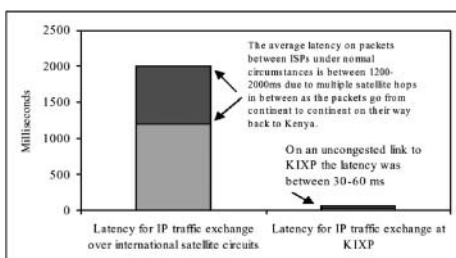 2500
2000
1500
1000
500
0
Milliseconds
The average latency on packets
between ISPs under normal
circumstances is between 1200-
2000ms due to multiple satellite hops
in between as the packets go from
continent to continent on their way
back to Kenya.
On an uncongested link to
KIXP the latency was
between 30-60 ms
Latency for IP traffic exchange
over international satellite circuits
Latency for IP traffic exchange at
KIXP